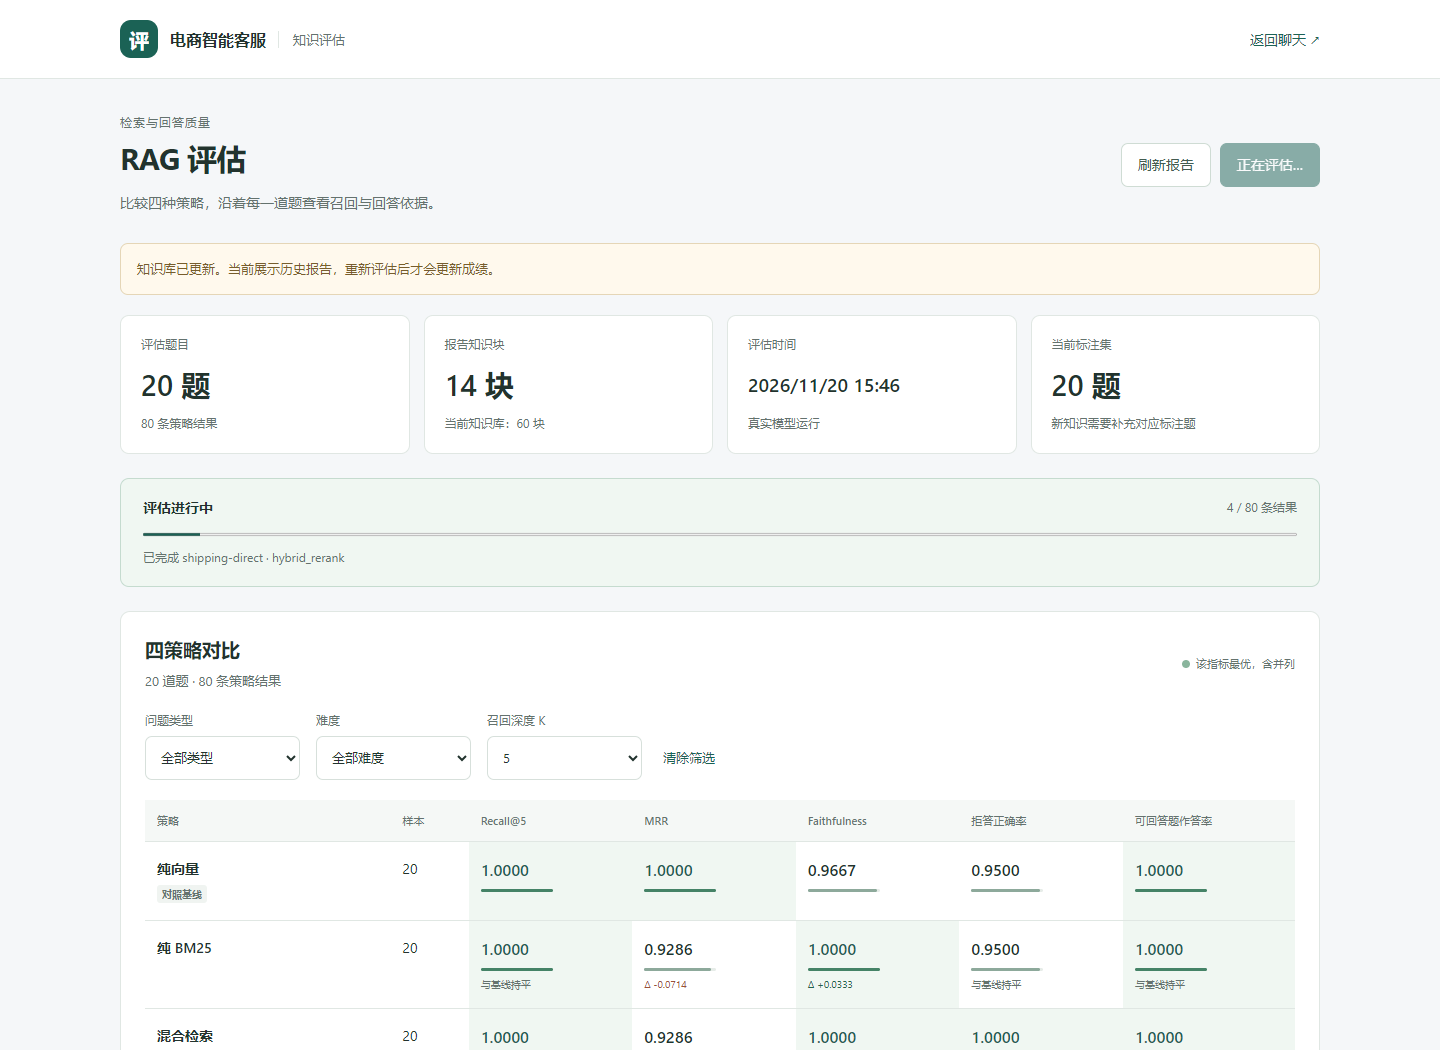 评 电商智能客服 知识评估 返回聊天 ↗
检索与回答质量
RAG 评估
刷新报告 正在评估...
比较四种策略，沿着每一道题查看召回与回答依据。
知识库已更新。当前展示历史报告，重新评估后才会更新成绩。
评估题目 报告知识块 评估时间 当前标注集
20 题 14 块 2026/11/20 15:46 20 题
80 条策略结果 当前知识库：60 块 真实模型运行 新知识需要补充对应标注题
评估进行中 4 / 80 条结果
已完成 shipping-direct · hybrid_rerank
四策略对比
该指标最优，含并列
20 道题 · 80 条策略结果
问题类型 难度 召回深度 K
全部类型 全部难度 5 清除筛选
策略 样本 Recall@5 MRR Faithfulness 拒答正确率 可回答题作答率
纯向量 20 1.0000 1.0000 0.9667 0.9500 1.0000
对照基线
纯 BM25 20 1.0000 0.9286 1.0000 0.9500 1.0000
与基线持平 Δ -0.0714 Δ +0.0333 与基线持平 与基线持平
混合检索 20 1.0000 0.9286 1.0000 1.0000 1.0000